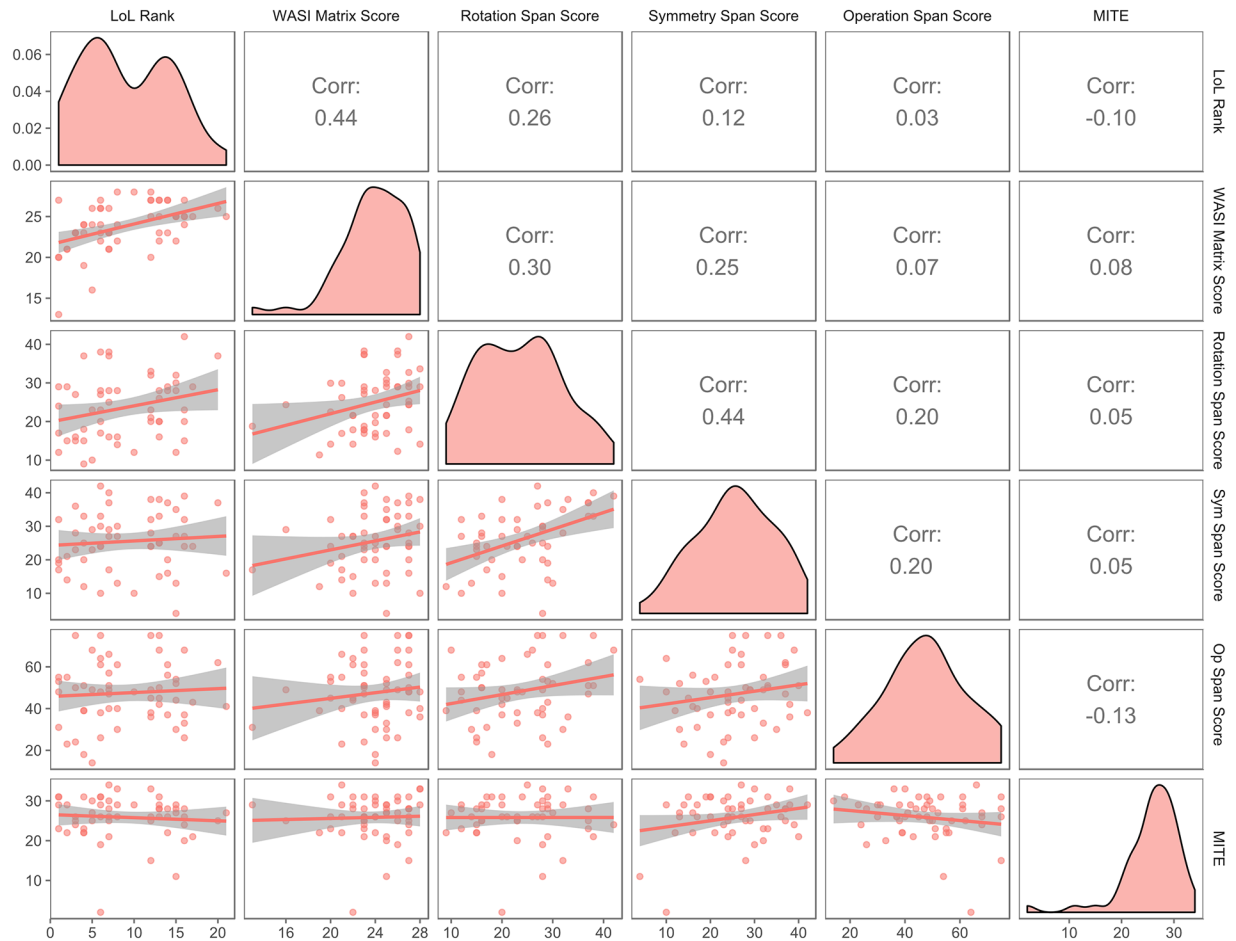 LoL Rank WASI Matrix Score Rotation Span Score Symmetry Span Score Operation Span Score MITE
0.06
0.04
0.02
0.00
Corr:
0.44
Corr:
0.26
Corr:
0.12
Corr:
0.03
Corr:
-0.10
LoL Rank
25
20
15
Corr:
0.30
Corr:
0.25
Corr:
0.07
Corr:
0.08
WASI Matrix Score
40
30
20
10
Corr:
0.44
Corr:
0.20
Corr:
0.05
Rotation Span Score
40
30
20
10
Corr:
0.20
Corr:
0.05
Sym Span Score
60
40
20
Corr:
-0.13
Op Span Score
30
20
10
MITE
0 5 10 15 20 16 20 24 28 10 20 30 40 10 20 30 40 20 40 60 10 20 30